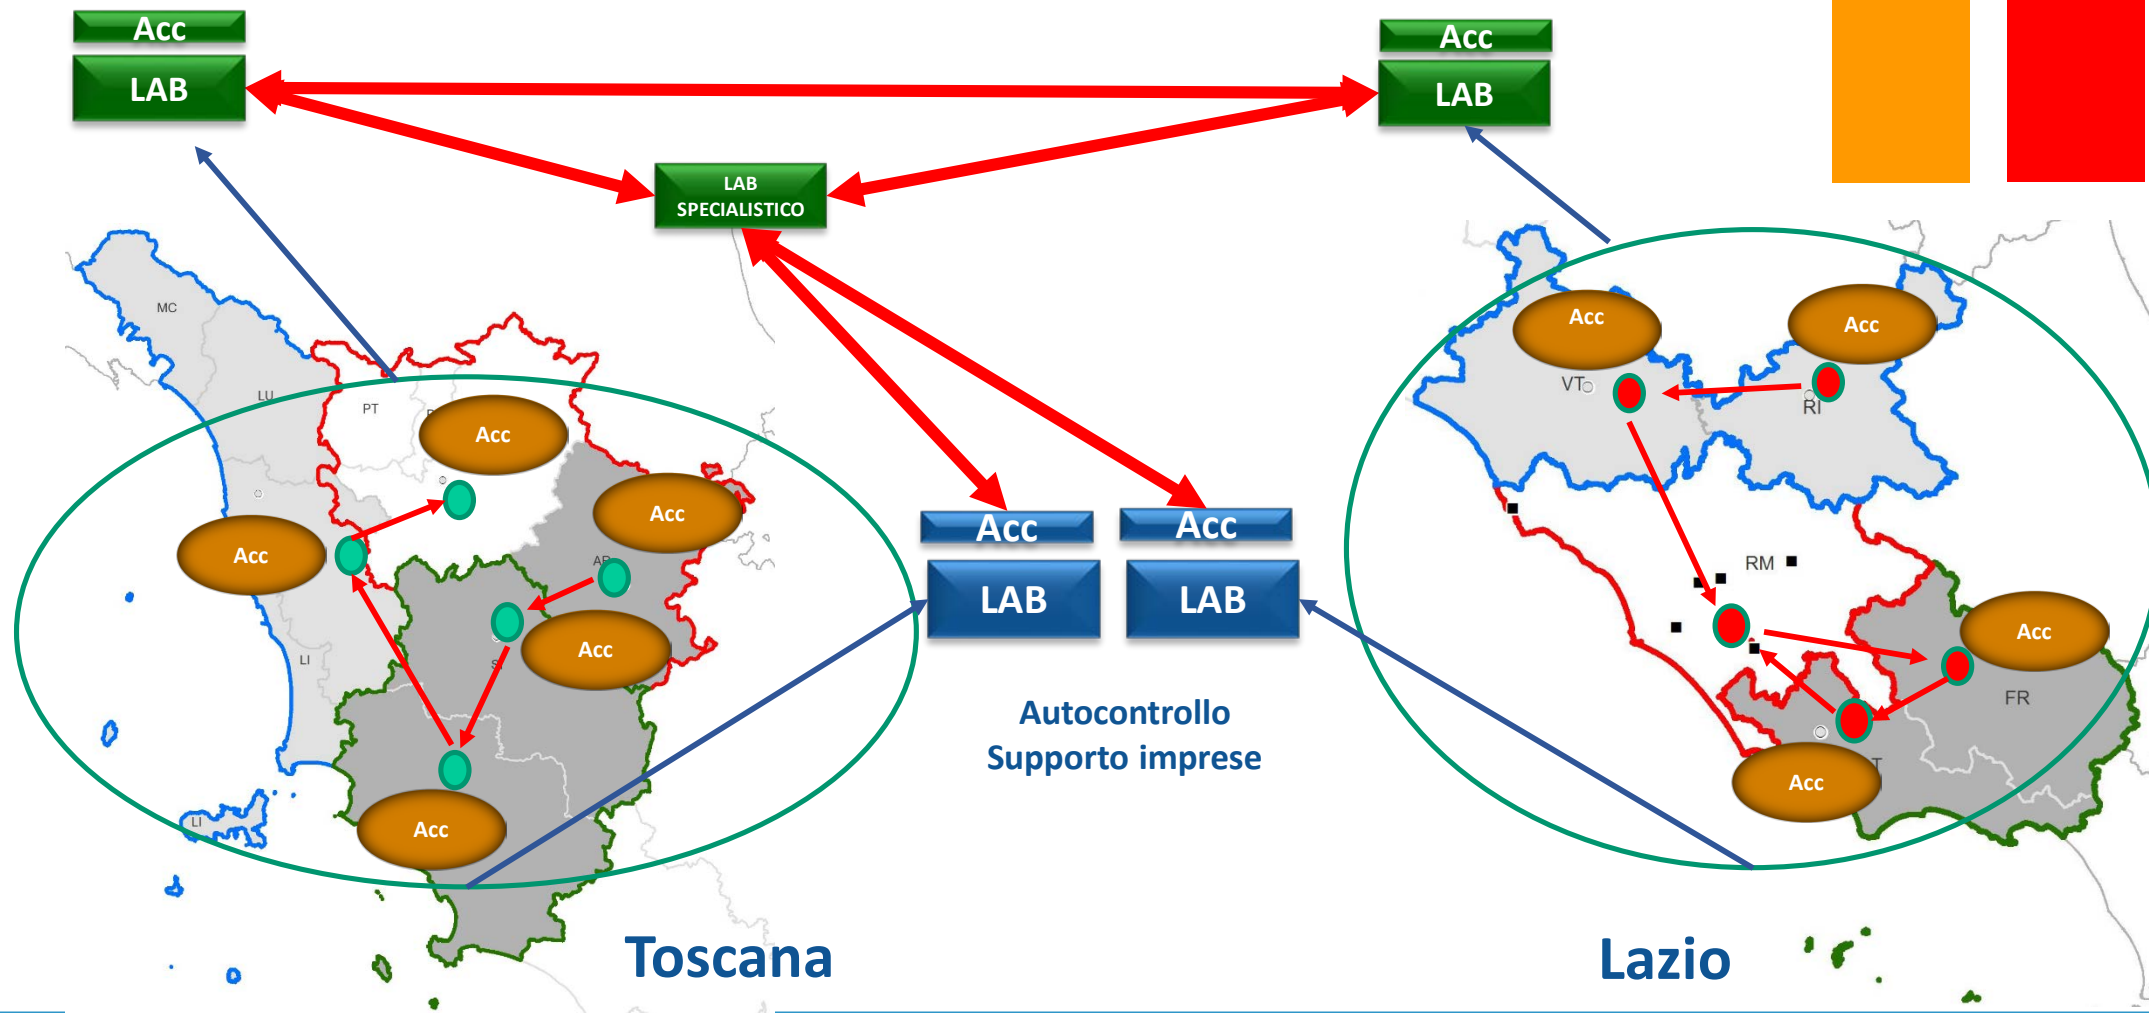 Acc
LAB
Acc
LAB
LAB
SPECIALISTICO
MC
LU
PT
Acc
Acc
Acc
Acc
LI
Acc
LI
Toscana
Acc
LAB
Acc
LAB
Autocontrollo
Supporto imprese
Acc
Acc
VT
RI
RM
Acc
FR
Acc
T
Lazio